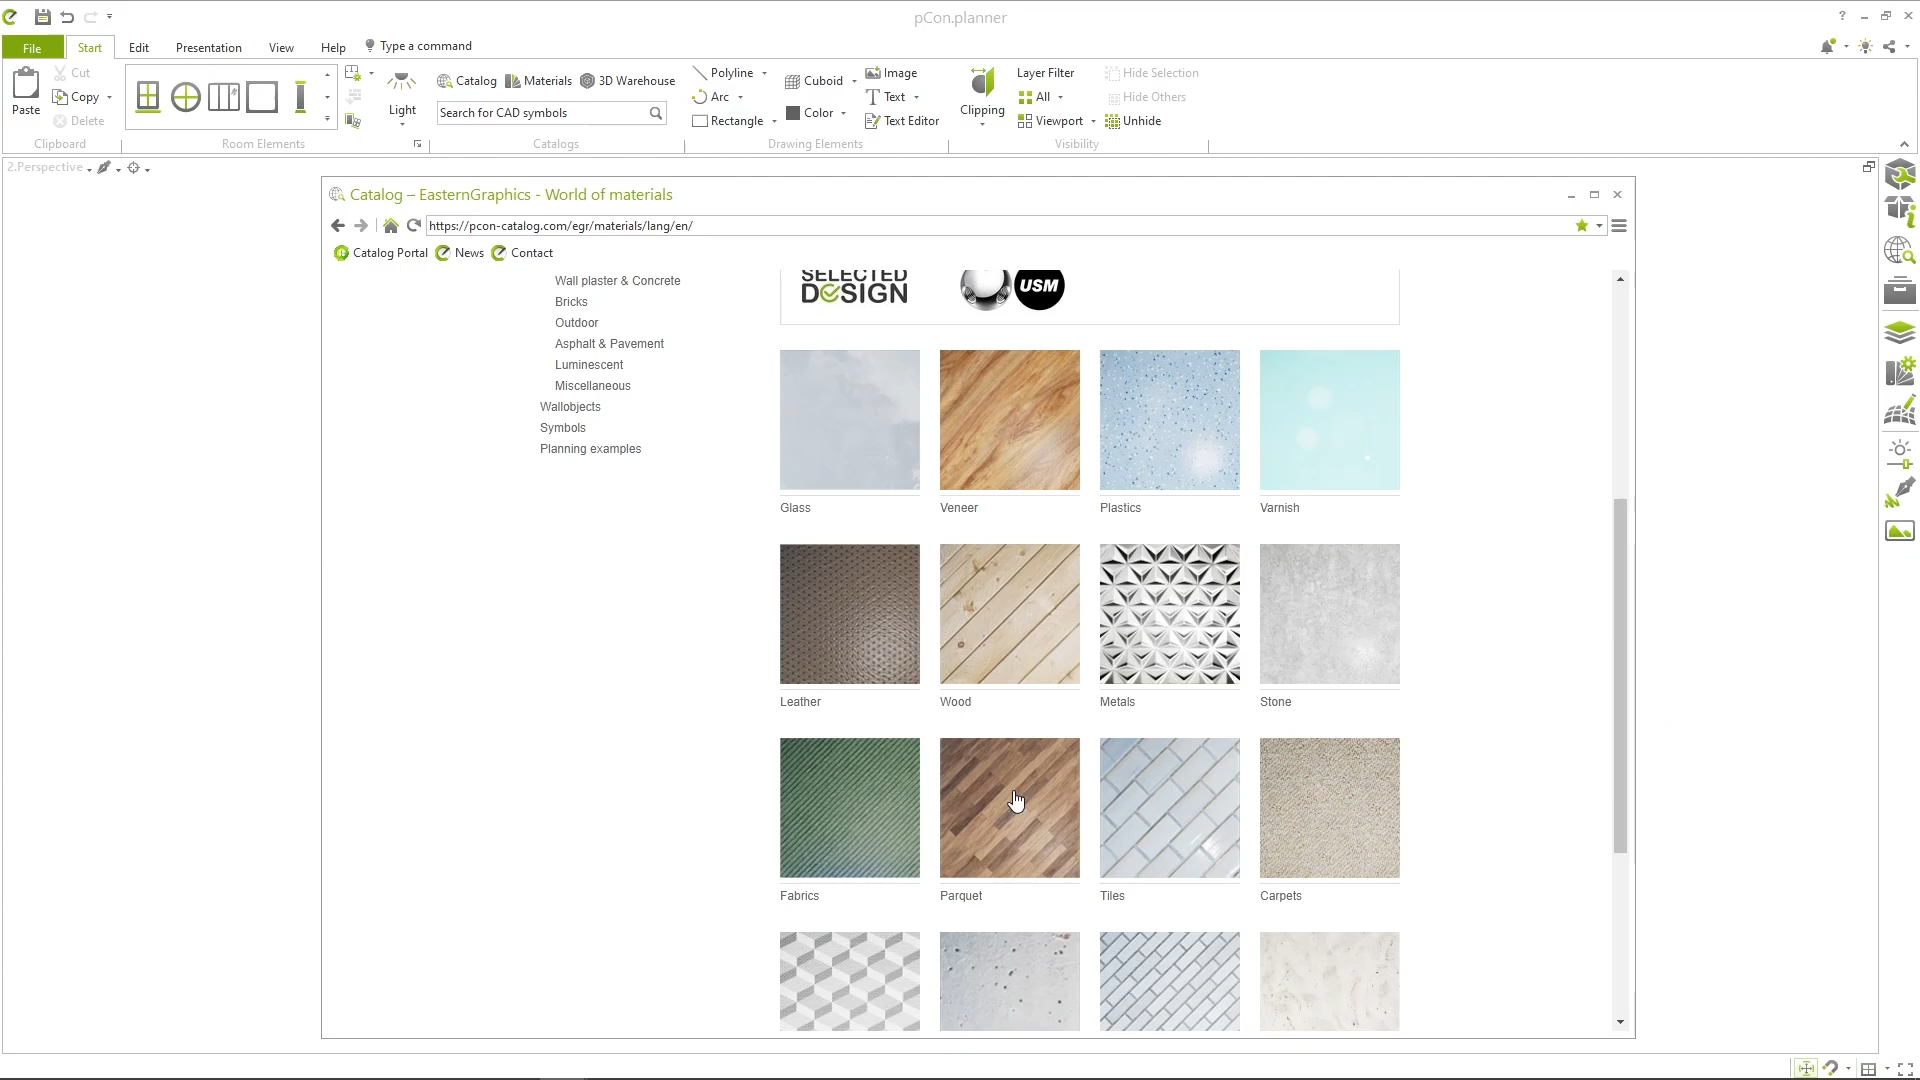 pCon.planner
?
File
Start
Edit
Presentation
View
Help
Type a command
Paste
Cut
Copy
Delete
Clipboard
Room Elements
Light
Catalog
Materials
3D Warehouse
Search for CAD symbols
Catalogs
Polyline
Arc
Rectangle
Cuboid
Color
Image
Text
Text Editor
Drawing Elements
Clipping
Layer Filter
All
Viewport
Hide Selection
Hide Others
Unhide
Visibility
2.Perspective
Catalog – EasternGraphics - World of materials
https://pcon-catalog.com/egr/materials/lang/en/
Catalog Portal
News
Contact
Wall plaster & Concrete
Bricks
Outdoor
Asphalt & Pavement
Luminescent
Miscellaneous
Wallobjects
Symbols
Planning examples
SELECTED
DESIGN
USM
Glass
Veneer
Plastics
Varnish
Leather
Wood
Metals
Stone
Fabrics
Parquet
Tiles
Carpets